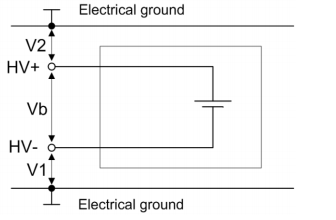 Electrical ground
V2
HV+
Vb
HV-
V1
Electrical ground